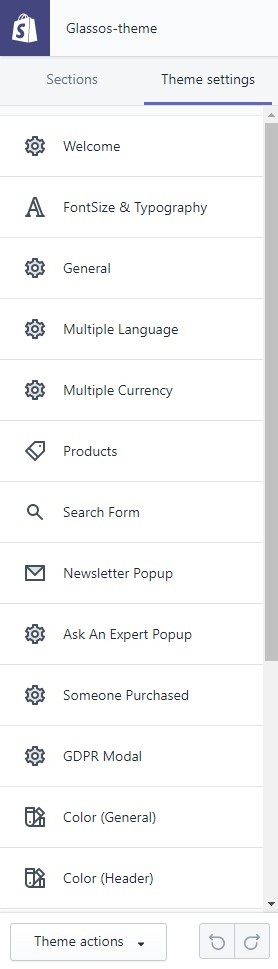 Glassos-theme
Sections
Theme settings
Welcome
FontSize & Typography
General
Multiple Language
Multiple Currency
Products
Search Form
Newsletter Popup
Ask An Expert Popup
Someone Purchased
GDPR Modal
Color (General)
Color (Header)
Theme actions